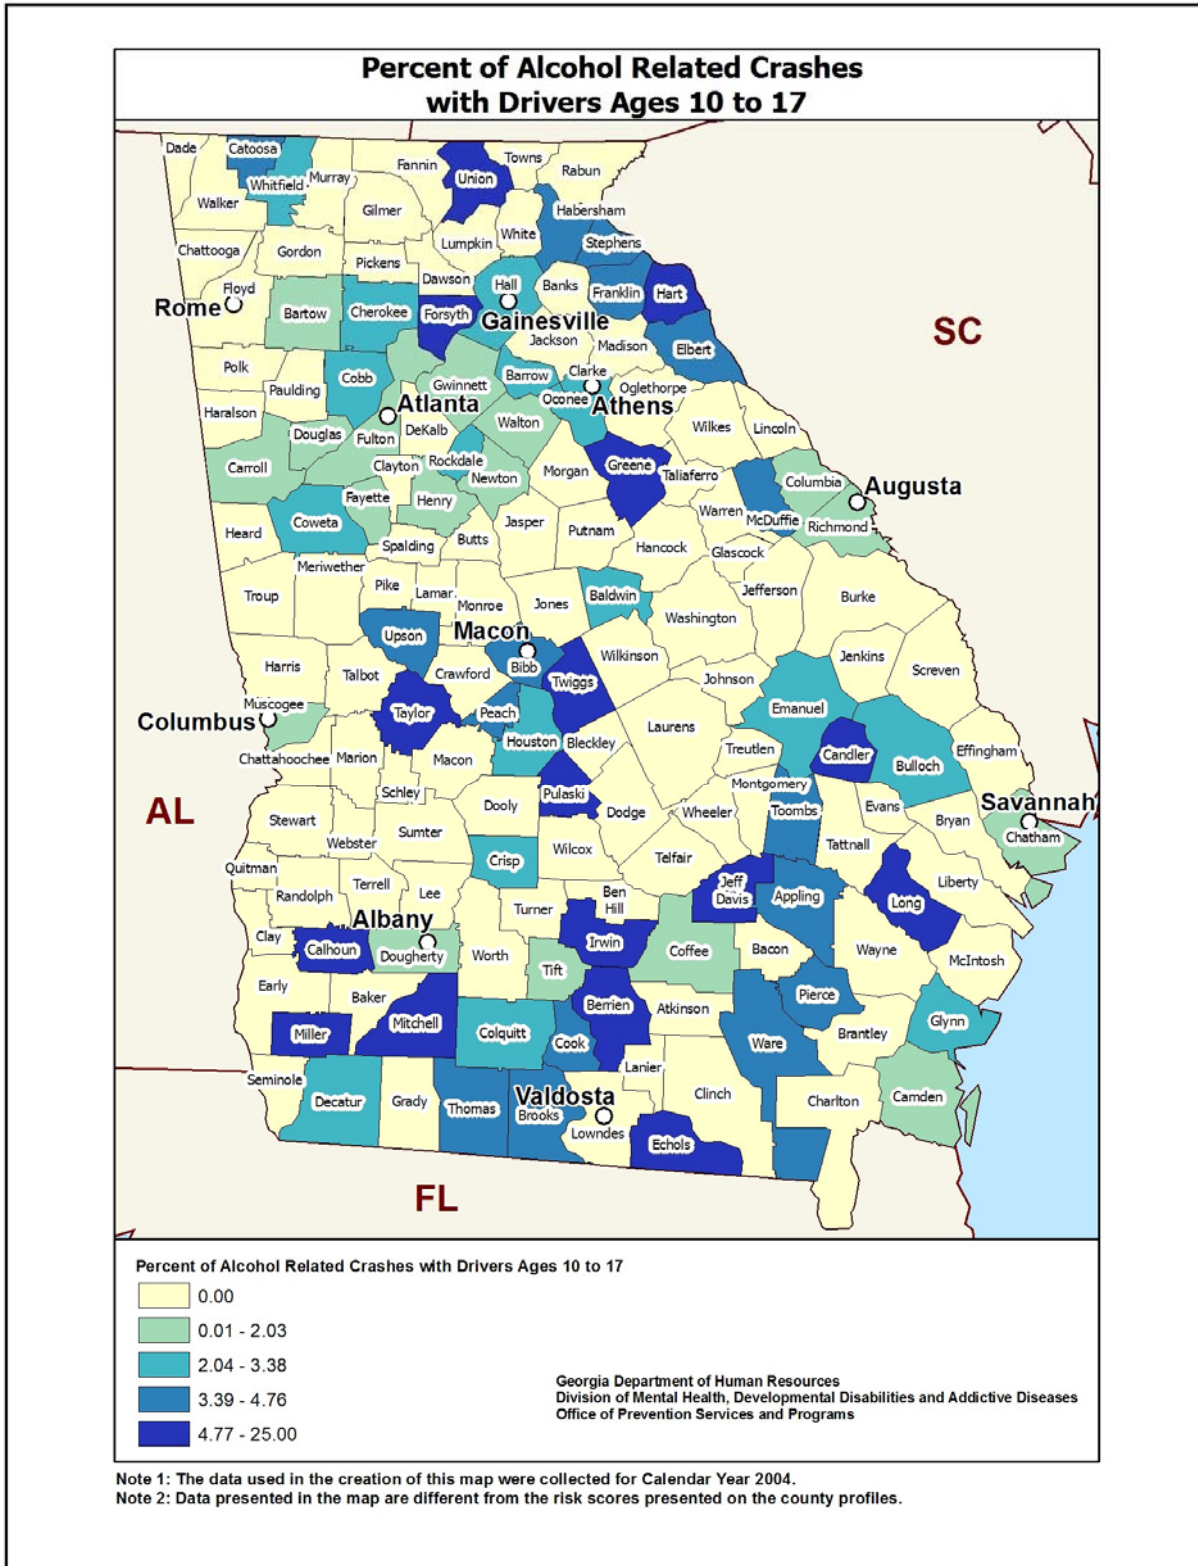 Percent of Alcohol Related Crashes
with Drivers Ages 10 to 17
Dade
Catoosa
Whitfield
Murray
Fannin
Union
Towns
Rabun
Walker
Gilmer
Habersham
Stephens
White
Lumpkin
Chattooga
Gordon
Pickens
Dawson
Hall
Banks
Franklin
Hart
Floyd
Rome
Bartow
Cherokee
Forsyth
Gainesville
Jackson
Madison
Elbert
SC
Polk
Paulding
Cobb
Gwinnett
Barrow
Clarke
Oconee
Athens
Oglethorpe
Haralson
Atlanta
Douglas
Fulton
DeKalb
Walton
Wilkes
Lincoln
Carroll
Clayton
Rockdale
Newton
Morgan
Greene
Taliaferro
Columbia
Augusta
Fayette
Henry
Warren
McDuffie
Richmond
Heard
Coweta
Spalding
Butts
Jasper
Putnam
Hancock
Glascock
Meriwether
Troup
Pike
Lamar
Monroe
Jones
Baldwin
Washington
Jefferson
Burke
Upson
Macon
Bibb
Wilkinson
Jenkins
Screven
Harris
Talbot
Crawford
Twiggs
Johnson
Muscogee
Columbus
Taylor
Peach
Houston
Bleckley
Laurens
Emanuel
Treutlen
Candler
Bulloch
Effingham
Chattahoochee
Marion
Macon
Schley
Dooly
Pulaski
Dodge
Montgomery
Wheeler
Toombs
Evans
Bryan
Savannah
Chatham
AL
Stewart
Webster
Sumter
Crisp
Wilcox
Telfair
Tattnall
Quitman
Randolph
Terrell
Lee
Turner
Ben
Hill
Jeff
Davis
Appling
Long
Liberty
Albany
Clay
Calhoun
Dougherty
Worth
Tift
Irwin
Coffee
Bacon
Wayne
McIntosh
Early
Baker
Mitchell
Miller
Colquitt
Cook
Berrien
Atkinson
Pierce
Ware
Brantley
Glynn
Seminole
Decatur
Grady
Thomas
Brooks
Valdosta
Lowndes
Lanier
Clinch
Echols
Charlton
Camden
FL
Percent of Alcohol Related Crashes with Drivers Ages 10 to 17
0.00
0.01 - 2.03
2.04 - 3.38
3.39 - 4.76
4.77 - 25.00
Georgia Department of Human Resources
Division of Mental Health, Developmental Disabilities and Addictive Diseases
Office of Prevention Services and Programs
Note 1: The data used in the creation of this map were collected for Calendar Year 2004.
Note 2: Data presented in the map are different from the risk scores presented on the county profiles.